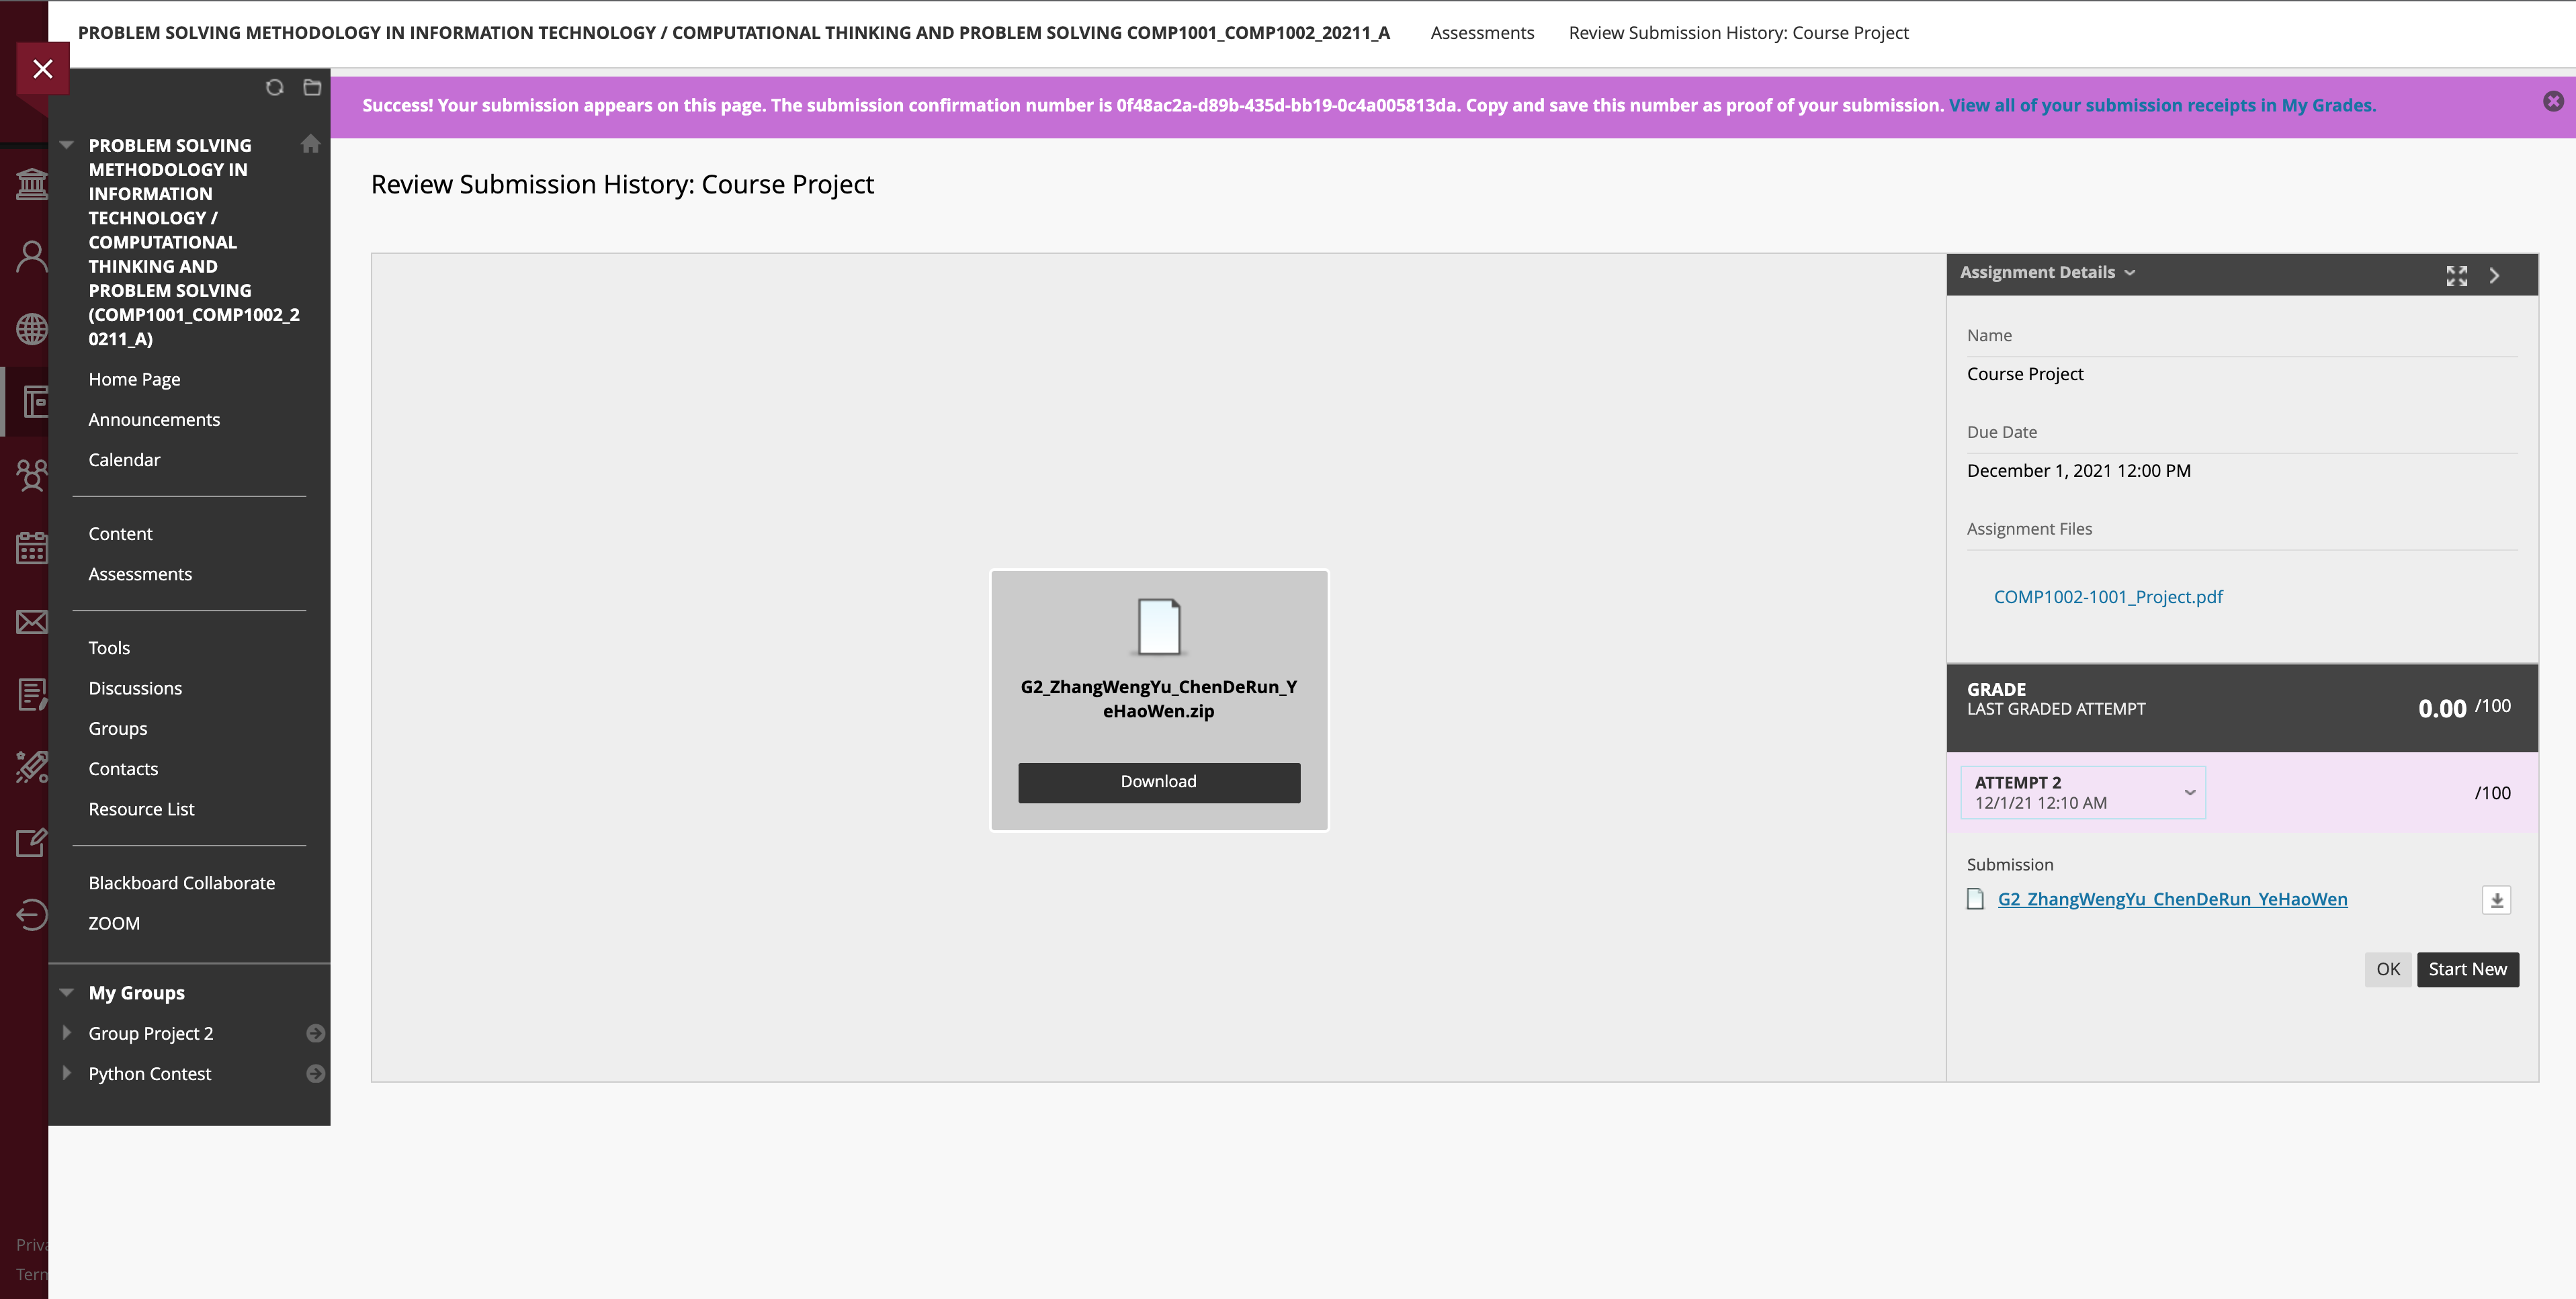 PROBLEM SOLVING METHODOLOGY IN INFORMATION TECHNOLOGY / COMPUTATIONAL THINKING AND PROBLEM SOLVING COMP1001_COMP1002_20211_A Assessments Review Submission History: Course Project
Success! Your submission appears on this page. The submission confirmation number is 0f48ac2a-d89b-435d-bb19-0c4a005813da. Copy and save this number as proof of your submission. View all of your submission receipts in My Grades.
PROBLEM SOLVING
METHODOLOGY IN
INFORMATION
TECHNOLOGY /
COMPUTATIONAL
THINKING AND
PROBLEM SOLVING
(COMP1001_COMP1002_2
0211_A)
Home Page
Announcements
Calendar
Content
Assessments
Tools
Discussions
Groups
Contacts
Resource List
Blackboard Collaborate
ZOOM
My Groups
Group Project 2
Python Contest
Review Submission History: Course Project
G2_ZhangWengYu_ChenDeRun_Y
eHaoWen.zip
Download
Assignment Details
Name
Course Project
Due Date
December 1, 2021 12:00 PM
Assignment Files
COMP1002-1001_Project.pdf
GRADE
LAST GRADED ATTEMPT
0.00 /100
ATTEMPT 2
12/1/21 12:10 AM
/100
Submission
G2_ZhangWengYu_ChenDeRun_YeHaoWen
OK Start New